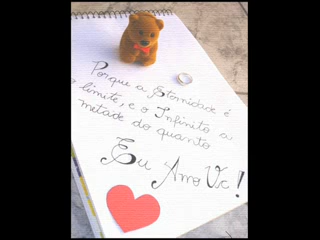 Porque a Eternidade é
o limite, e o Infinito a
metade do quanto
Eu Amo Vc!